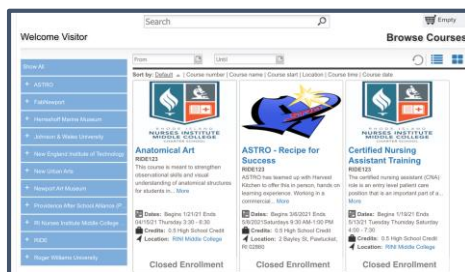 Search
Empty
Welcome Visitor
Browse Courses
Show All
From
Until
+ ASTRO
+ FabNewport
+ Herreshoff Marine Museum
+ Johnson & Wales University
+ New England Institute of Technology
+ New Urban Arts
+ Newport Art Museum
+ Providence After School Alliance (P...
+ RI Nurses Institute Middle College ...
+ RIDE
+ Roger Williams University
Sort by: Default | Course number | Course name | Course start | Location | Course time | Course date
RHODE ISLAND
NURSES INSTITUTE
MIDDLE COLLEGE
CHARTER SCHOOL
Anatomical Art
RIDE123
This course is meant to strengthen
observational skills and visual
understanding of anatomical structures
for students in... More
Dates: Begins 1/21/21 Ends
04/15/21 Thursday 3:30 - 6:30
Credits: 0.5 High School Credit
Location: RINI Middle College
Closed Enrollment
ASTRO - Recipe for
Success
RIDE123
ASTRO has teamed up with Harvest
Kitchen to offer this in person, hands on
learning experience. Working in a
commercial... More
Dates: Begins 3/6/2021 Ends
5/8/2021Saturdays 9:30 AM-1:00 PM
Credits: 0.5 High School Credit
Location: 2 Bayley St, Pawtucket,
RI 02860
Closed Enrollment
RHODE ISLAND
NURSES INSTITUTE
MIDDLE COLLEGE
CHARTER SCHOOL
Certified Nursing
Assistant Training
RIDE123
The certified nursing assistant (CNA)
role is an entry level patient care
position that is an important part of
the... More
Dates: Begins 1/19/21 Ends
5/13/21 Tuesday Thursday Saturday
4:00 - 7:30
Credits: 0.5 High School Credit
Location: RINI Middle College
Closed Enrollment